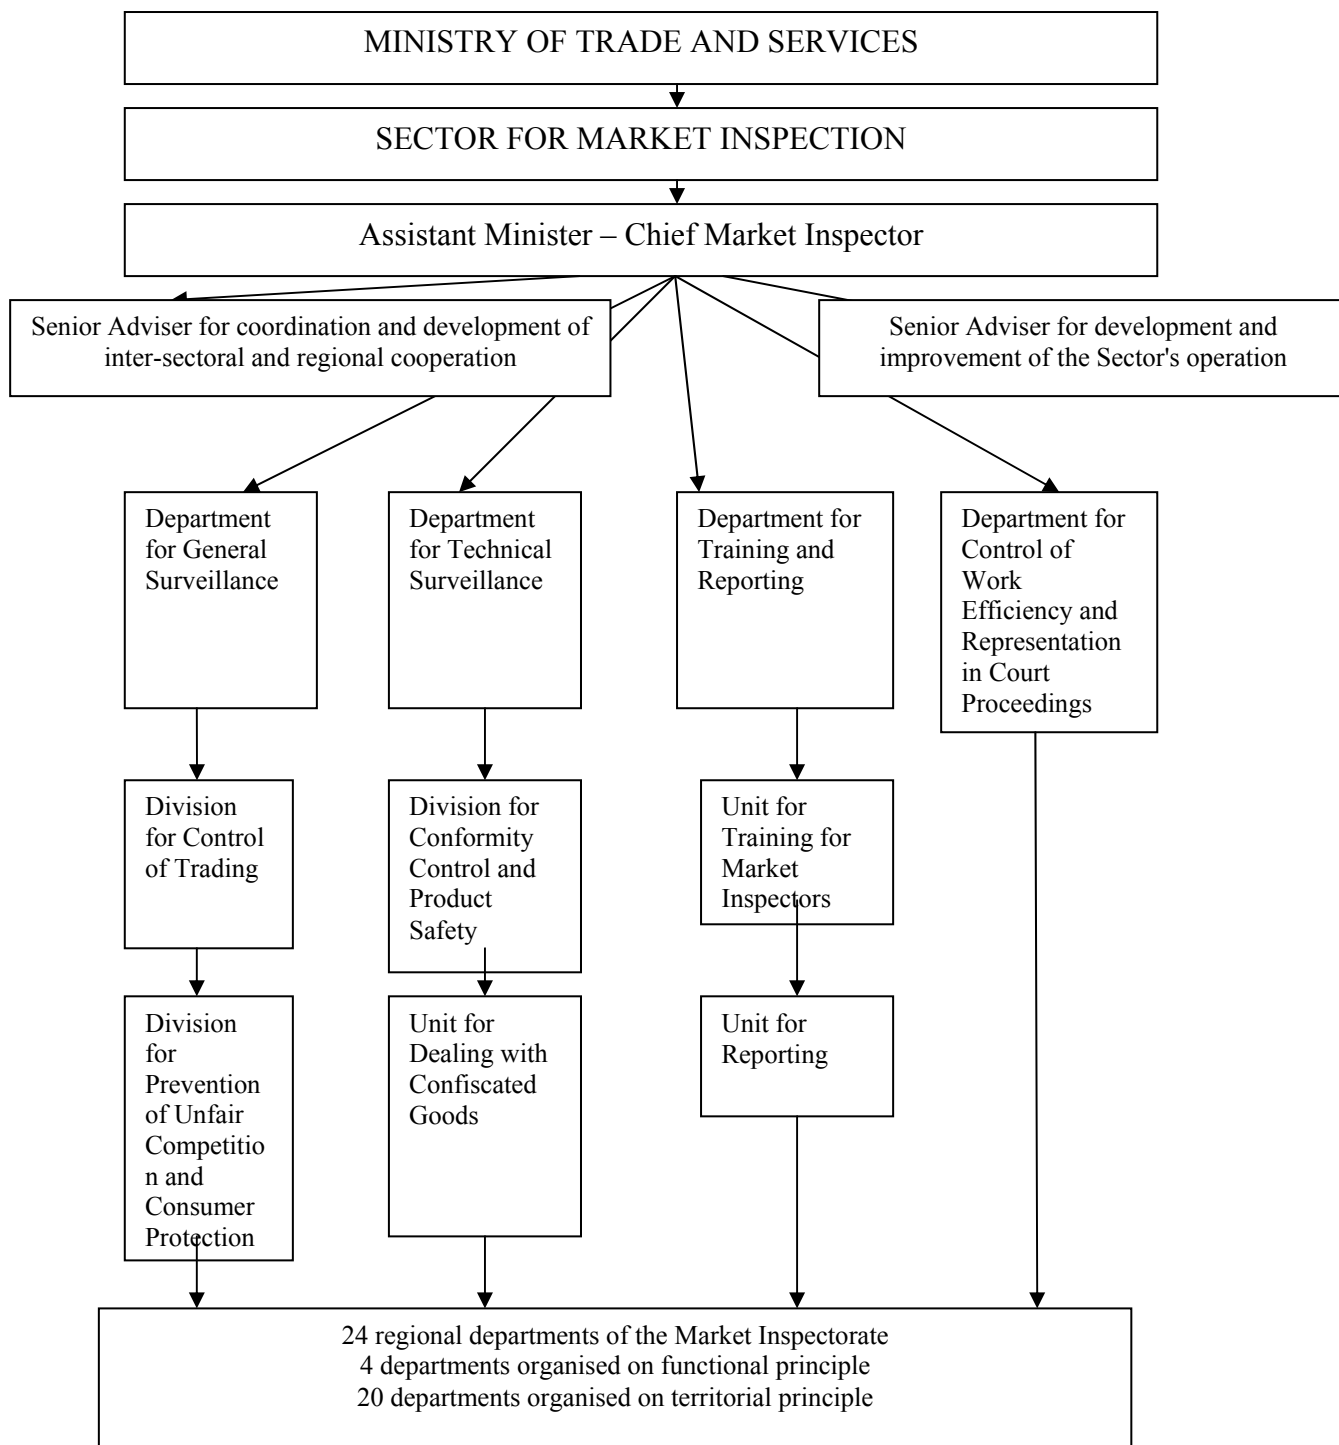 MINISTRY OF TRADE AND SERVICES
SECTOR FOR MARKET INSPECTION
Assistant Minister – Chief Market Inspector
Senior Adviser for coordination and development of
inter-sectoral and regional cooperation
Senior Adviser for development and
improvement of the Sector's operation
Department
for General
Surveillance
Department
for Technical
Surveillance
Department for
Training and
Reporting
Department for
Control of
Work
Efficiency and
Representation
in Court
Proceedings
Division
for Control
of Trading
Division for
Conformity
Control and
Product
Safety
Unit for
Training for
Market
Inspectors
Division
for
Prevention
of Unfair
Competitio
n and
Consumer
Protection
Unit for
Dealing with
Confiscated
Goods
Unit for
Reporting
24 regional departments of the Market Inspectorate
4 departments organised on functional principle
20 departments organised on territorial principle